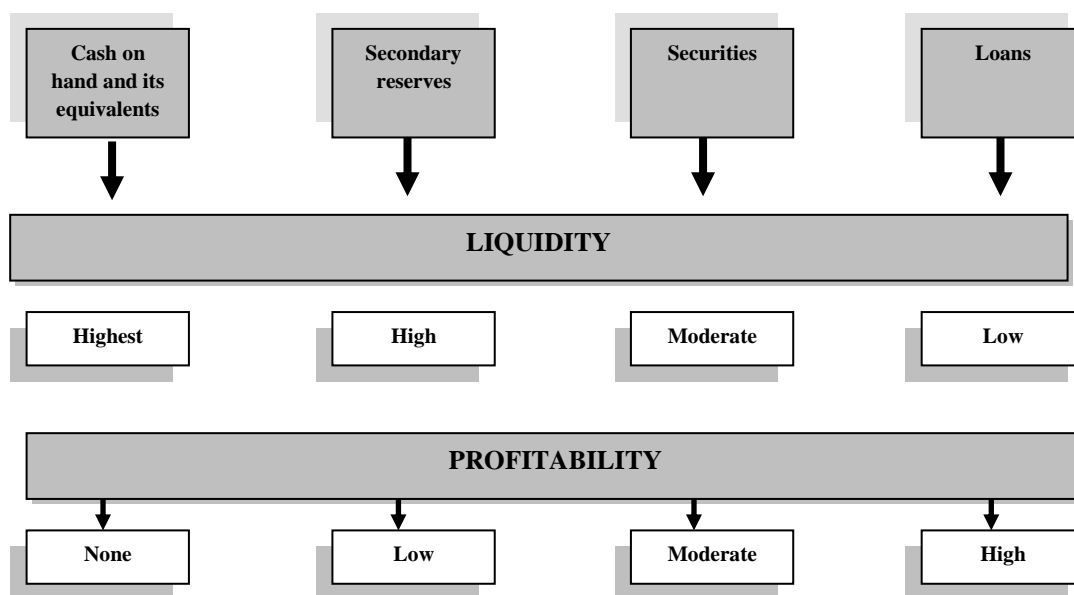 Cash on
hand and its
equivalents
Secondary
reserves
Securities
Loans
LIQUIDITY
Highest
High
Moderate
Low
PROFITABILITY
None
Low
Moderate
High